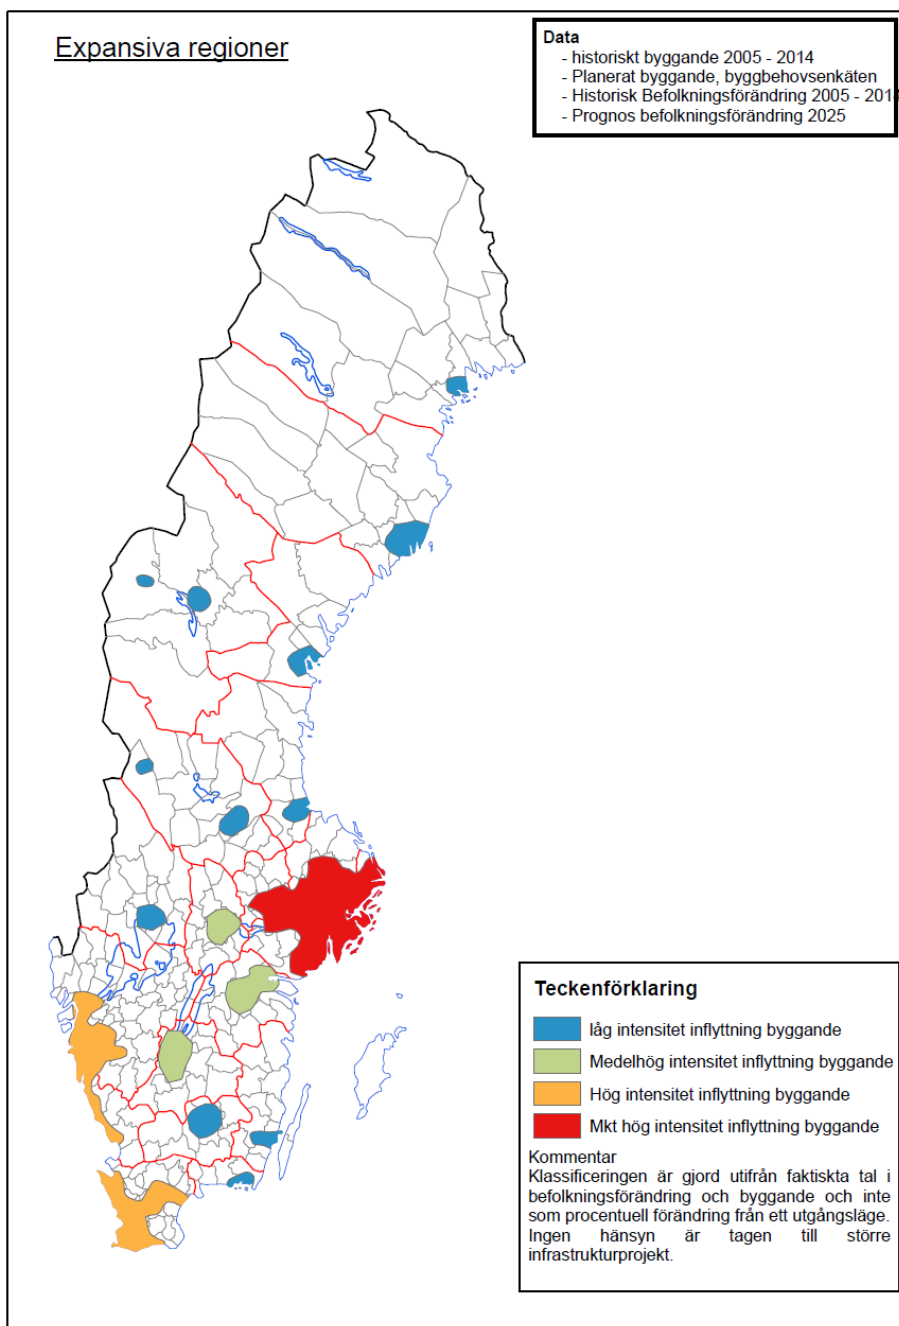 Expansiva regioner
Data
- historiskt byggande 2005 - 2014
- Planerat byggande, byggbehovsenkäten
- Historisk Befolkningsförändring 2005 - 2014
- Prognos befolkningsförändring 2025
Teckenförklaring
låg intensitet inflyttning byggande
Medelhög intensitet inflyttning byggande
Hög intensitet inflyttning byggande
Mkt hög intensitet inflyttning byggande
Kommentar
Klassificeringen är gjord utifrån faktiskta tal i
befolkningsförändring och byggande och inte
som procentuell förändring från ett utgångsläge.
Ingen hänsyn är tagen till större
infrastrukturprojekt.